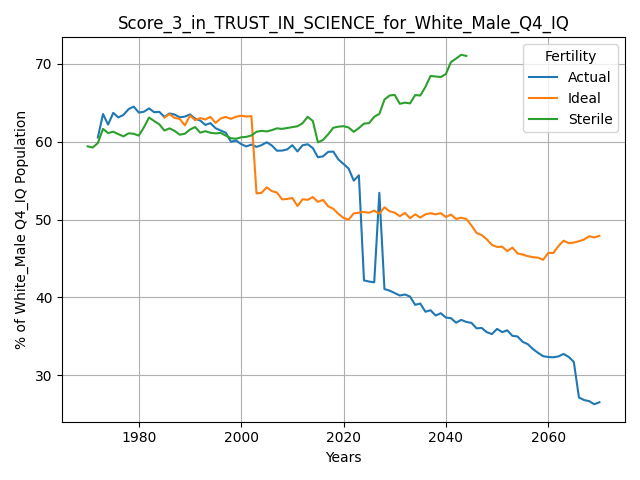 Score_3_in_TRUST_IN_SCIENCE_for_White_Male_Q4_IQ
Fertility
Actual
Ideal
Sterile
% of White_Male Q4_IQ Population
70
60
50
40
30
1980
2000
2020
2040
2060
Years